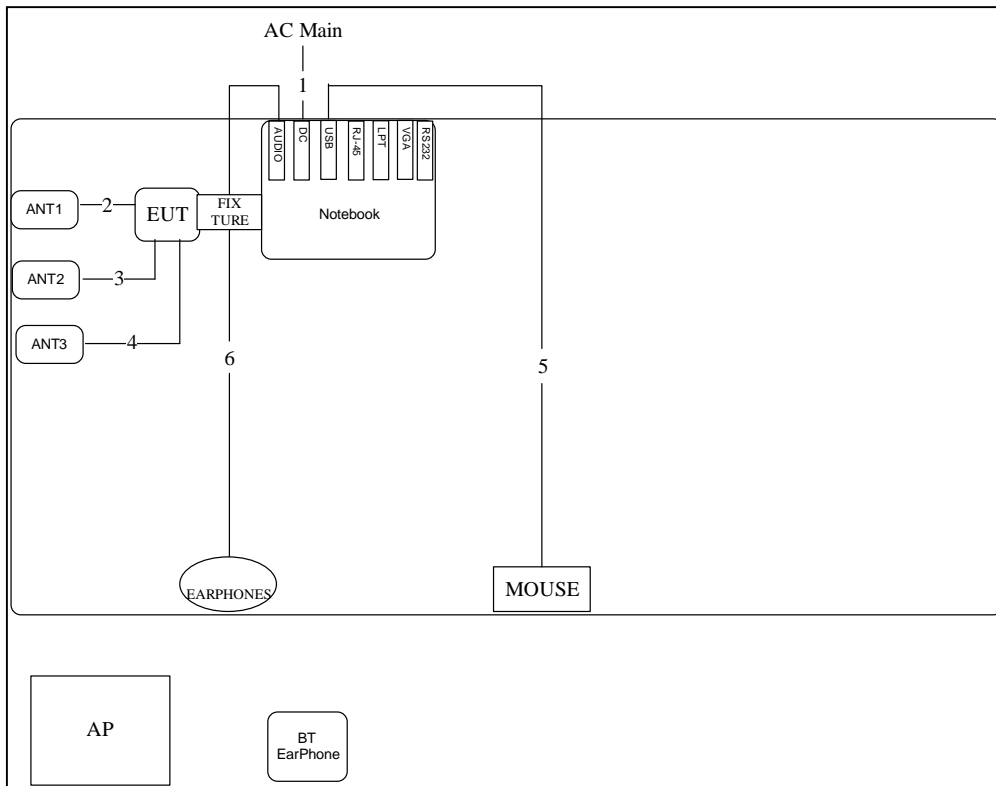 AC Main
1
AUDIO
DC
USB
RJ-45
LPT
VGA
RS232
ANT1
2
EUT
FIX
TURE
Notebook
ANT2
3
ANT3
4
6
5
EARPHONES
MOUSE
AP
BT
EarPhone